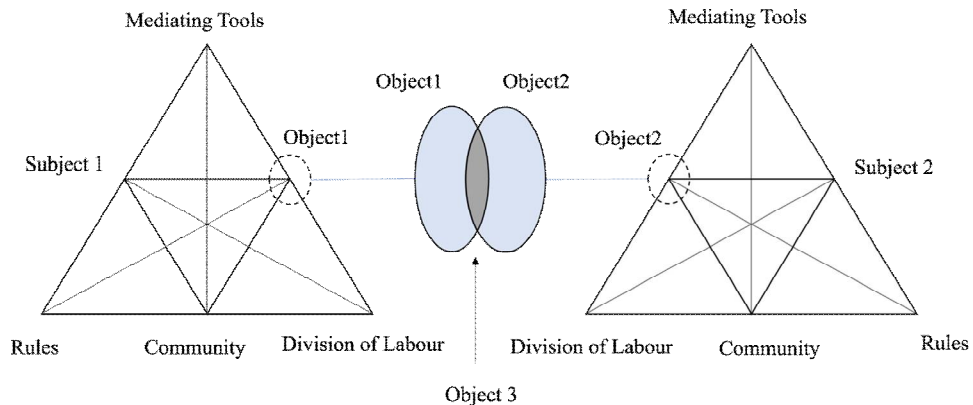 Mediating Tools
Mediating Tools
Object1
Object2
Object1
Object2
Subject 1
Subject 2
Rules
Community
Division of Labour
Division of Labour
Community
Rules
Object 3